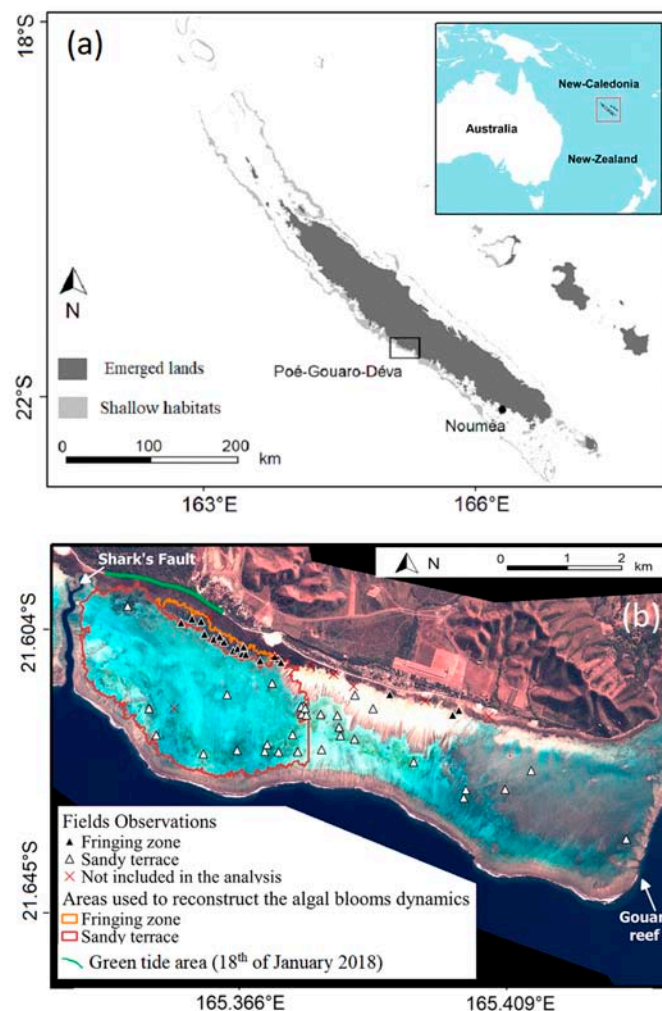 18°S
(a)
New-Caledonia
Australia
New-Zealand
N
Poé-Gouaro-Déva
Emerged lands
Shallow habitats
Nouméa
22°S
0 100 200
km
163°E 166°E
Shark's Fault
N
0 1 2
km
(b)
21.604°S
Fields Observations
Fringing zone
Sandy terrace
Not included in the analysis
Areas used to reconstruct the algal blooms dynamics
Fringing zone
Sandy terrace
Green tide area (18th of January 2018)
21.645°S
reef
165.366°E 165.409°E